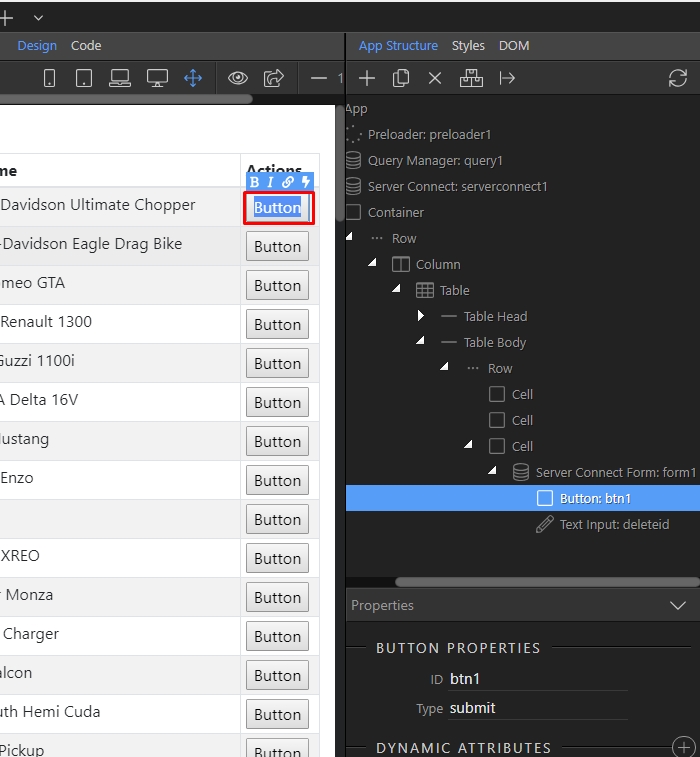 Design Code
App Structure Styles DOM
1
App
Preloader: preloader1
Query Manager: query1
Server Connect: serverconnect1
Container
Row
Column
Table
Table Head
Table Body
Row
Cell
Cell
Cell
Server Connect Form: form1
Button: btn1
Text Input: deleteid
me Actions
B I
Davidson Ultimate Chopper Button
-Davidson Eagle Drag Bike Button
meo GTA Button
Renault 1300 Button
Guzzi 1100i Button
A Delta 16V Button
Mustang Button
Enzo Button
Button
XREO Button
r Monza Button
Charger Button
alcon Button
uth Hemi Cuda Button
Pickup Button
Properties
BUTTON PROPERTIES
ID btn1
Type submit
DYNAMIC ATTRIBUTES